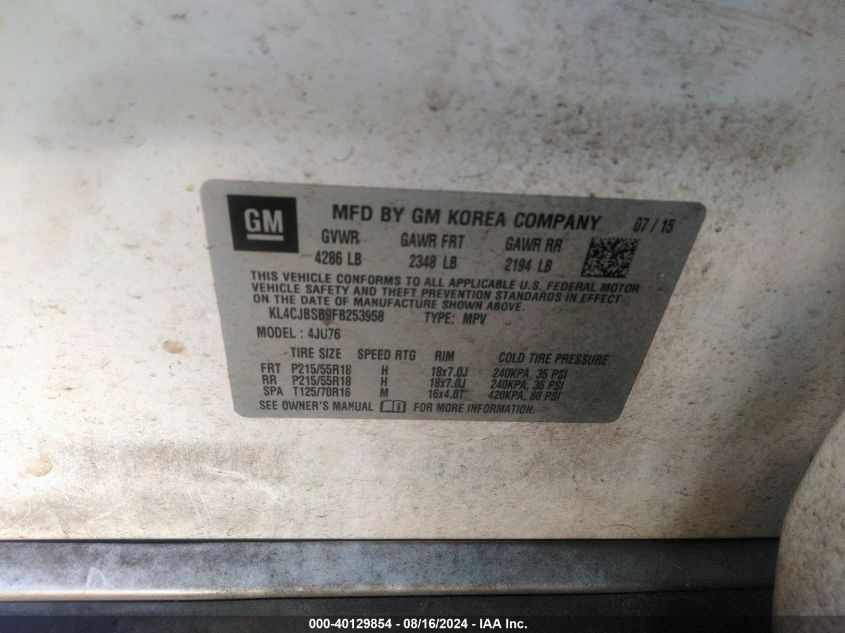 GM MFD BY GM KOREA COMPANY 07 / 15
GVWR GAWR FRT GAWR RR
4286 LB 2348 LB 2194 LB
THIS VEHICLE CONFORMS TO ALL APPLICABLE U.S. FEDERAL MOTOR
VEHICLE SAFETY AND THEFT PREVENTION STANDARDS IN EFFECT
ON THE DATE OF MANUFACTURE SHOWN ABOVE.
KL4CJBSB9FB253958 TYPE: MPV
MODEL : 4JU76
TIRE SIZE SPEED RTG RIM COLD TIRE PRESSURE
FRT P215/55R18 H 18x7.0J 240KPA, 35 PSI
RR P215/55R18 H 18x7.0J 240KPA, 35 PSI
SPA T125/70R16 M 16x4.0T 420KPA, 60 PSI
SEE OWNER'S MANUAL FOR MORE INFORMATION.
000-40129854 - 08/16/2024 - IAA Inc.